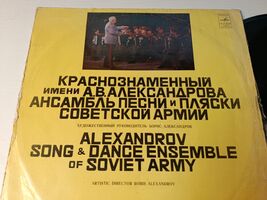 КРАСНОЗНАМЕННЫЙ
ИМЕНИ А.В.АЛЕКСАНДРОВА
АНСАМБЛЬ ПЕСНИ И ПЛЯСКИ
СОВЕТСКОЙ АРМИИ
ХУДОЖЕСТВЕННЫЙ РУКОВОДИТЕЛЬ БОРИС АЛЕКСАНДРОВ
ALEXANDROV
SONG & DANCE ENSEMBLE
OF SOVIET ARMY
ARTISTIC DIRECTOR BORIS ALEXANDROV